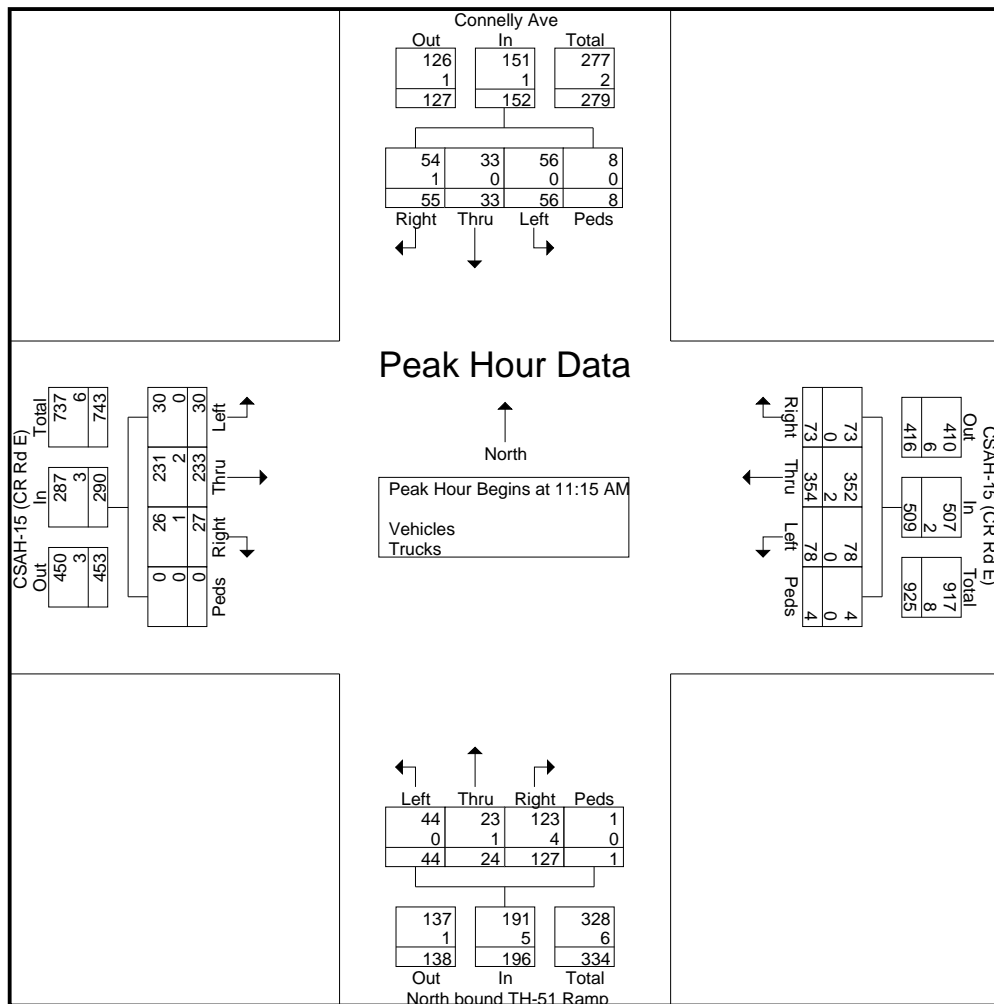 Connelly Ave
Out In Total
126 151 277
1 1 2
127 152 279
54 33 56 8
1 0 0 0
55 33 56 8
Right Thru Left Peds
Peak Hour Data
North
Peak Hour Begins at 11:15 AM
Vehicles
Trucks
CSAH-15 (CR Rd E)
Out In Total
450 287 737
3 3 6
453 290 743
0 26 231 30
0 1 2 0
0 27 233 30
Peds Right Thru Left
CSAH-15 (CR Rd E)
Out In Total
410 507 917
6 2 8
416 509 925
73 352 78 4
0 2 0 0
73 354 78 4
Right Thru Left Peds
Left Thru Right Peds
44 23 123 1
0 1 4 0
44 24 127 1
137 191 328
1 5 6
138 196 334
Out In Total
North bound TH-51 Ramp